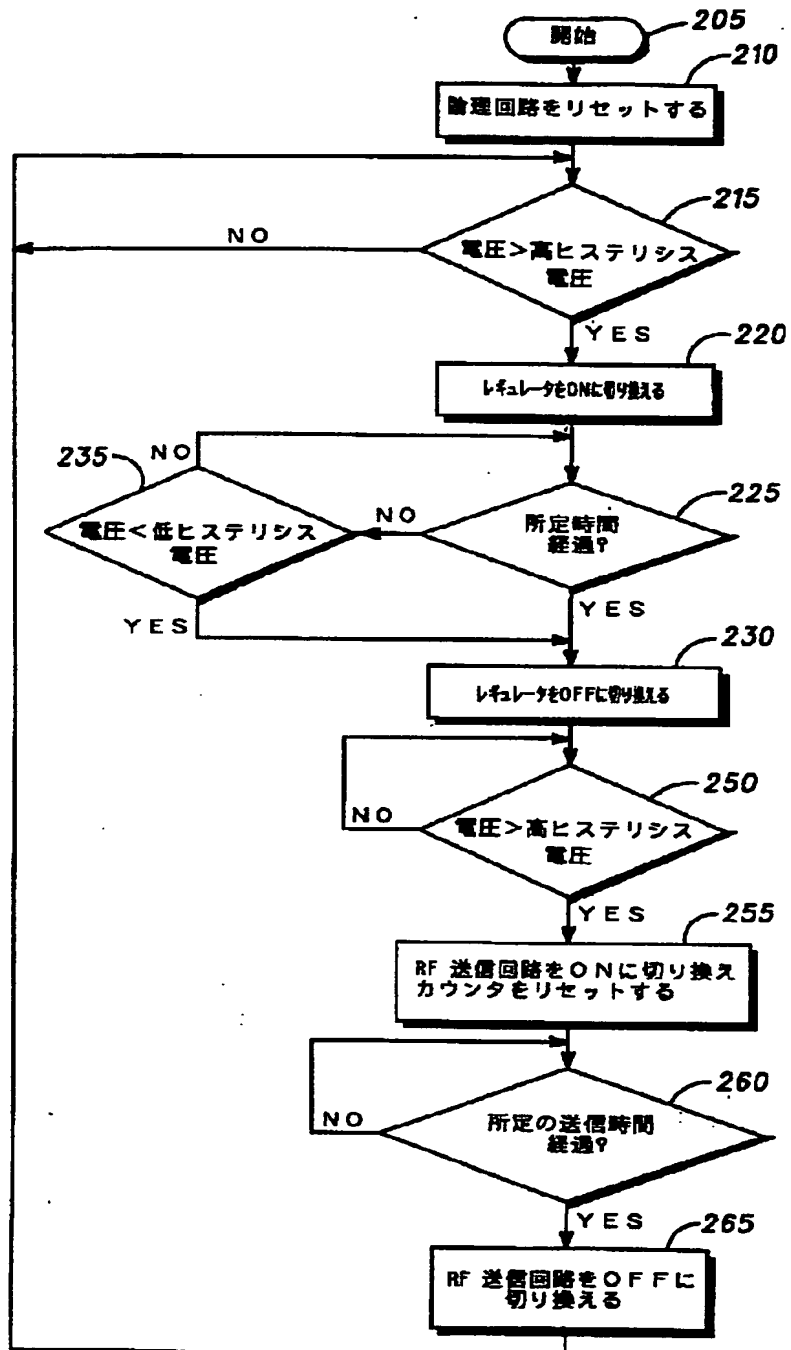 開始
205
210
論理回路をリセットする
215
NO
電圧＞高ヒステリシス
電圧
YES
220
レギュレータをONに切り換える
235
NO
225
電圧＜低ヒステリシス
電圧
NO
所定時間
経過?
YES
YES
230
レギュレータをOFFに切り換える
250
NO
電圧＞高ヒステリシス
電圧
YES
255
RF 送信回路をONに切り換え
カウンタをリセットする
260
NO
所定の送信時間
経過?
YES
265
RF 送信回路をOFFに
切り換える